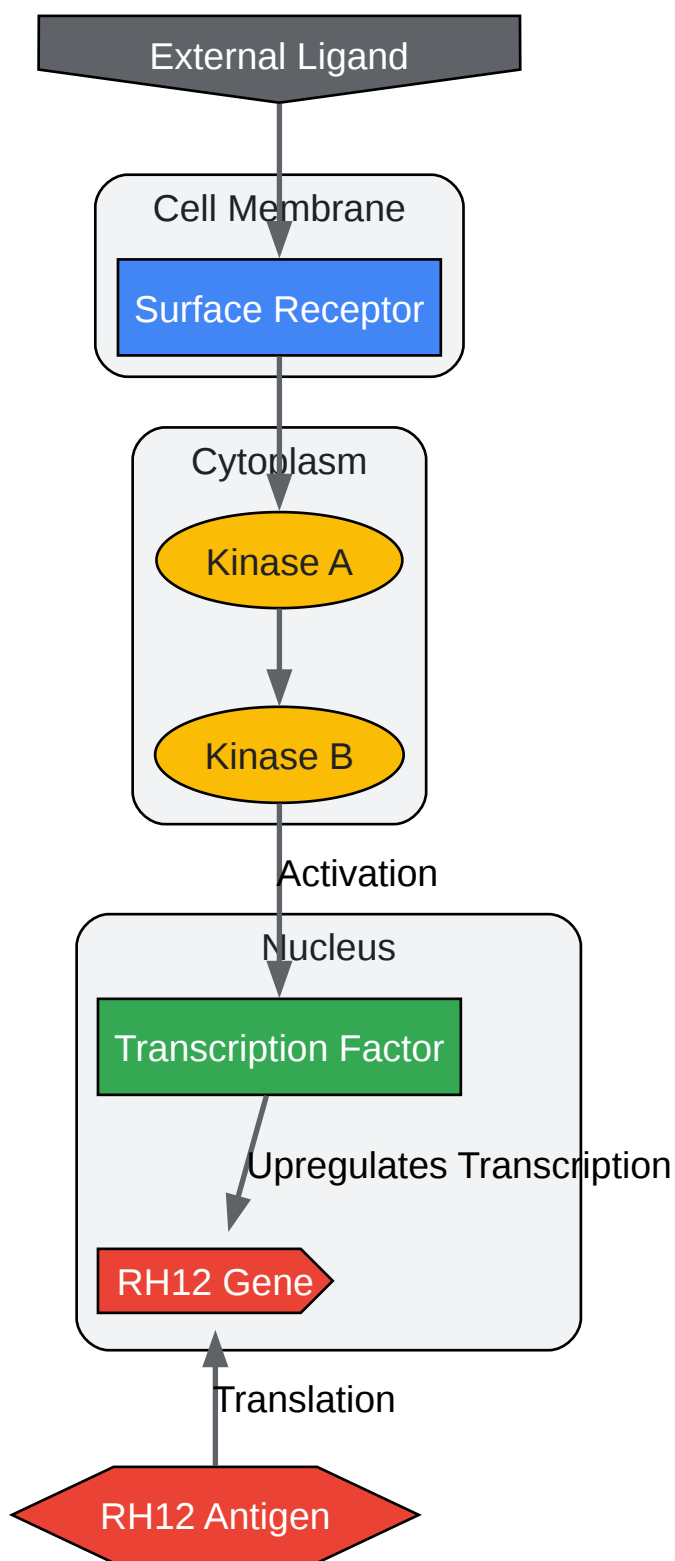 External Ligand
Cell Membrane
Surface Receptor
Cytoplasm
Kinase A
Kinase B
Activation
Nucleus
Transcription Factor
Upregulates Transcription
RH12 Gene
Translation
RH12 Antigen